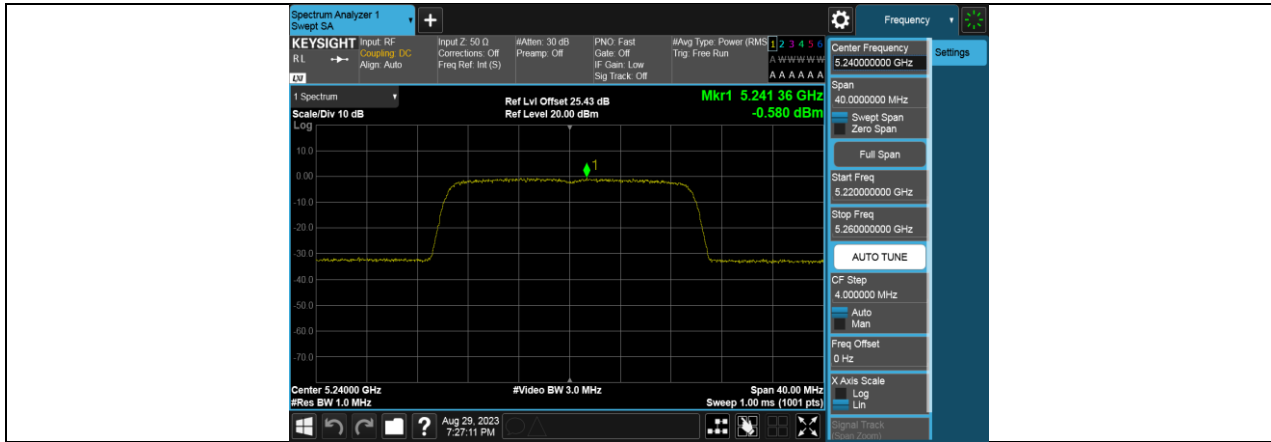 Spectrum Analyzer 1
Swept SA
+
Frequency
KEYSIGHT
RL
LXI
Input: RF
Coupling: DC
Align: Auto
Input Z: 50 Ω
Corrections: Off
Freq Ref: Int (S)
#Atten: 30 dB
Preamp: Off
PNO: Fast
Gate: Off
IF Gain: Low
Sig Track: Off
#Avg Type: Power (RMS
Trig: Free Run
1 2 3 4 5 6
A W W W W W
A A A A A A
1 Spectrum
Scale/Div 10 dB
Ref Lvl Offset 25.43 dB
Ref Level 20.00 dBm
Mkr1 5.241 36 GHz
-0.580 dBm
Log
10.0
0.00
-10.0
-20.0
-30.0
-40.0
-50.0
-60.0
-70.0
1
Center 5.24000 GHz
#Res BW 1.0 MHz
#Video BW 3.0 MHz
Span 40.00 MHz
Sweep 1.00 ms (1001 pts)
?
Aug 29, 2023
7:27:11 PM
Center Frequency
5.240000000 GHz
Span
40.0000000 MHz
Swept Span
Zero Span
Full Span
Start Freq
5.220000000 GHz
Stop Freq
5.260000000 GHz
AUTO TUNE
CF Step
4.000000 MHz
Auto
Man
Freq Offset
0 Hz
X Axis Scale
Log
Lin
Signal Track
(Span Zoom)
Settings